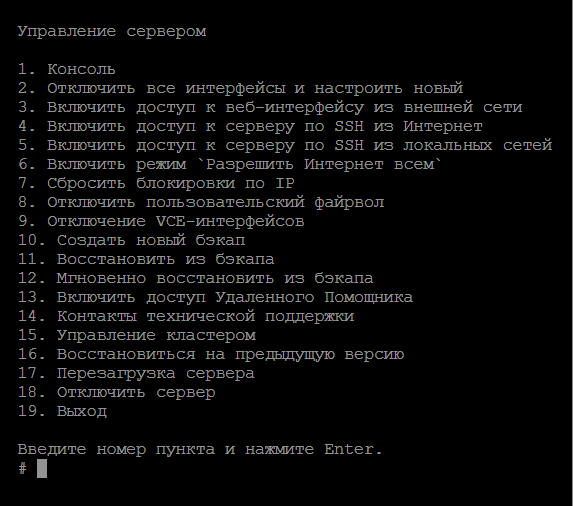 Управление сервером
1. Консоль
2. Отключить все интерфейсы и настроить новый
3. Включить доступ к веб-интерфейсу из внешней сети
4. Включить доступ к серверу по SSH из Интернет
5. Включить доступ к серверу по SSH из локальных сетей
6. Включить режим `Разрешить Интернет всем`
7. Сбросить блокировки по IP
8. Отключить пользовательский файрвол
9. Отключение VCE-интерфейсов
10. Создать новый бэкап
11. Восстановить из бэкапа
12. Мгновенно восстановить из бэкапа
13. Включить доступ Удаленного Помощника
14. Контакты технической поддержки
15. Управление кластером
16. Восстановиться на предыдущую версию
17. Перезагрузка сервера
18. Отключить сервер
19. Выход
Введите номер пункта и нажмите Enter.
#